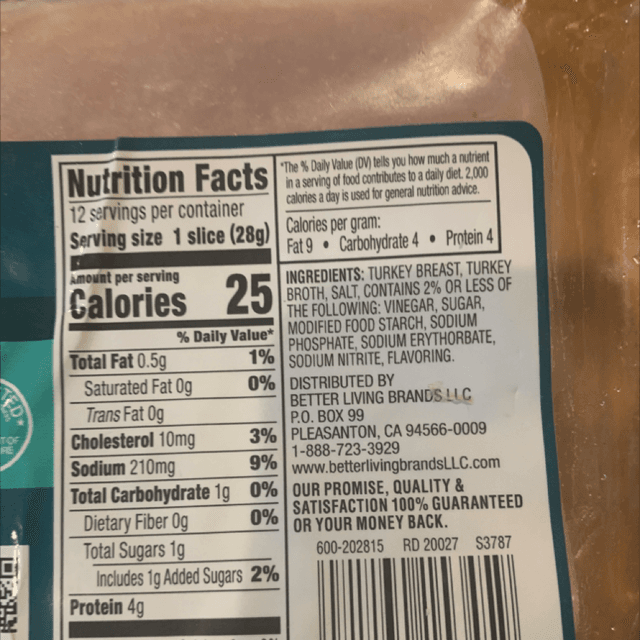 Nutrition Facts
12 servings per container
Serving size 1 slice (28g)
Amount per serving
Calories 25
% Daily Value*
Total Fat 0.5g 1%
Saturated Fat 0g 0%
Trans Fat 0g
Cholesterol 10mg 3%
Sodium 210mg 9%
Total Carbohydrate 1g 0%
Dietary Fiber 0g 0%
Total Sugars 1g
Includes 1g Added Sugars 2%
Protein 4g
*The % Daily Value (DV) tells you how much a nutrient
in a serving of food contributes to a daily diet. 2,000
calories a day is used for general nutrition advice.
Calories per gram:
Fat 9 • Carbohydrate 4 • Protein 4
INGREDIENTS: TURKEY BREAST, TURKEY
BROTH, SALT, CONTAINS 2% OR LESS OF
THE FOLLOWING: VINEGAR, SUGAR,
MODIFIED FOOD STARCH, SODIUM
PHOSPHATE, SODIUM ERYTHORBATE,
SODIUM NITRITE, FLAVORING.
DISTRIBUTED BY
BETTER LIVING BRANDS LLC
P.O. BOX 99
PLEASANTON, CA 94566-0009
1-888-723-3929
www.betterlivingbrandsLLC.com
OUR PROMISE, QUALITY &
SATISFACTION 100% GUARANTEED
OR YOUR MONEY BACK.
600-202815 RD 20027 S3787